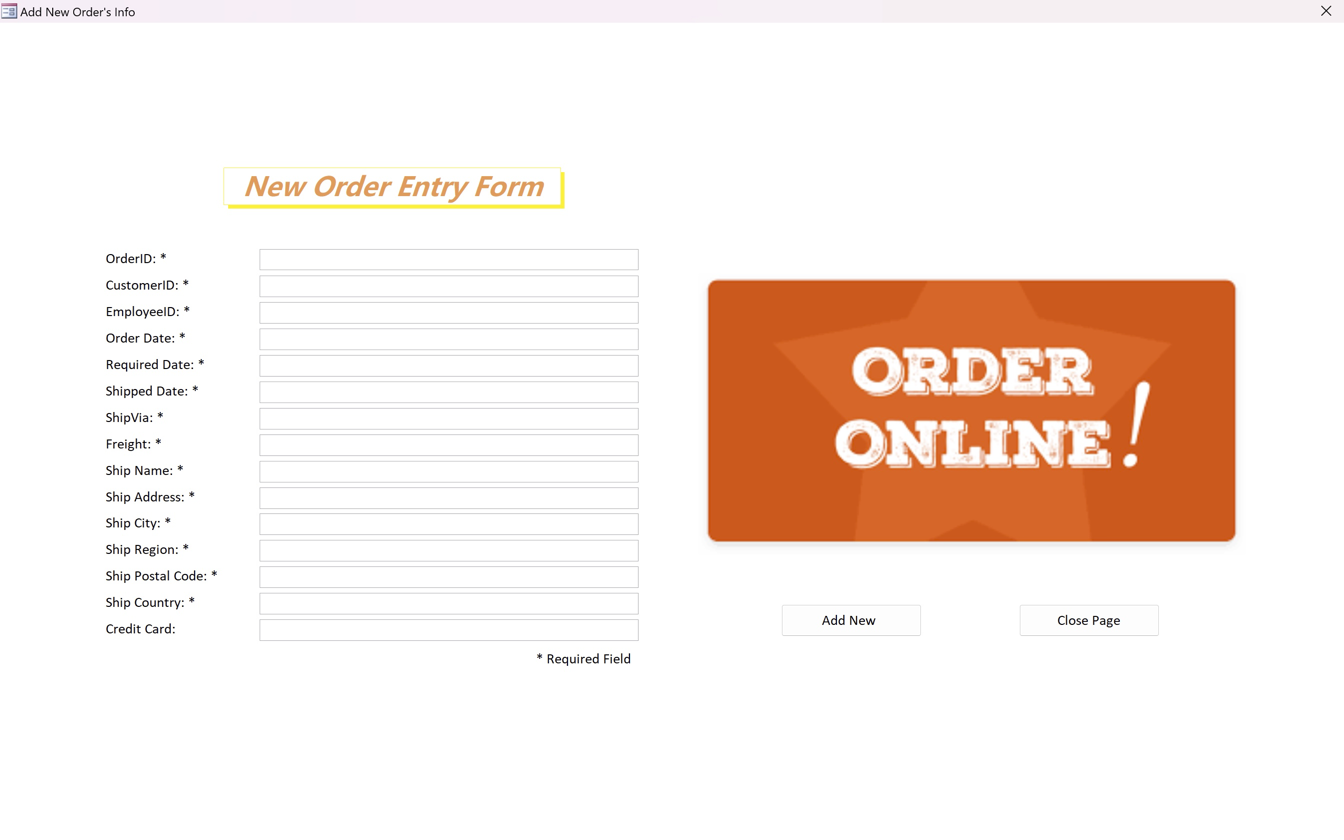 Add New Order's Info
New Order Entry Form
OrderID: *
CustomerID: *
EmployeeID: *
Order Date: *
Required Date: *
Shipped Date: *
ShipVia: *
Freight: *
Ship Name: *
Ship Address: *
Ship City: *
Ship Region: *
Ship Postal Code: *
Ship Country: *
Credit Card:
* Required Field
ORDER
ONLINE!
Add New
Close Page